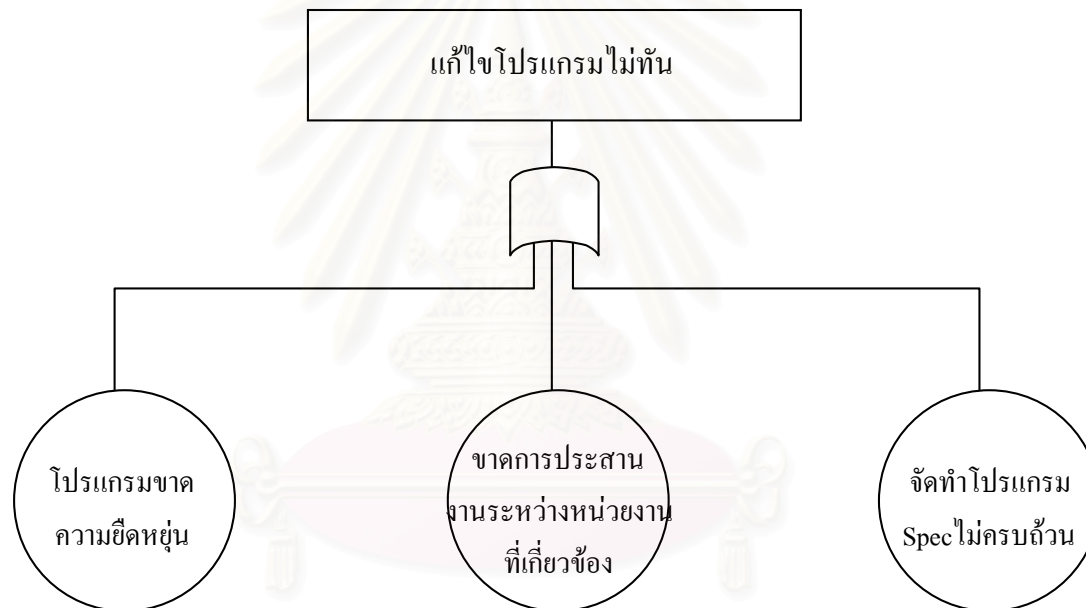 แก้ไขโปรแกรมไม่ทัน
โปรแกรมขาด
ความยืดหยุ่น
ขาดการประสาน
งานระหว่างหน่วยงาน
ที่เกี่ยวข้อง
จัดทำโปรแกรม
Specไม่ครบถ้วน